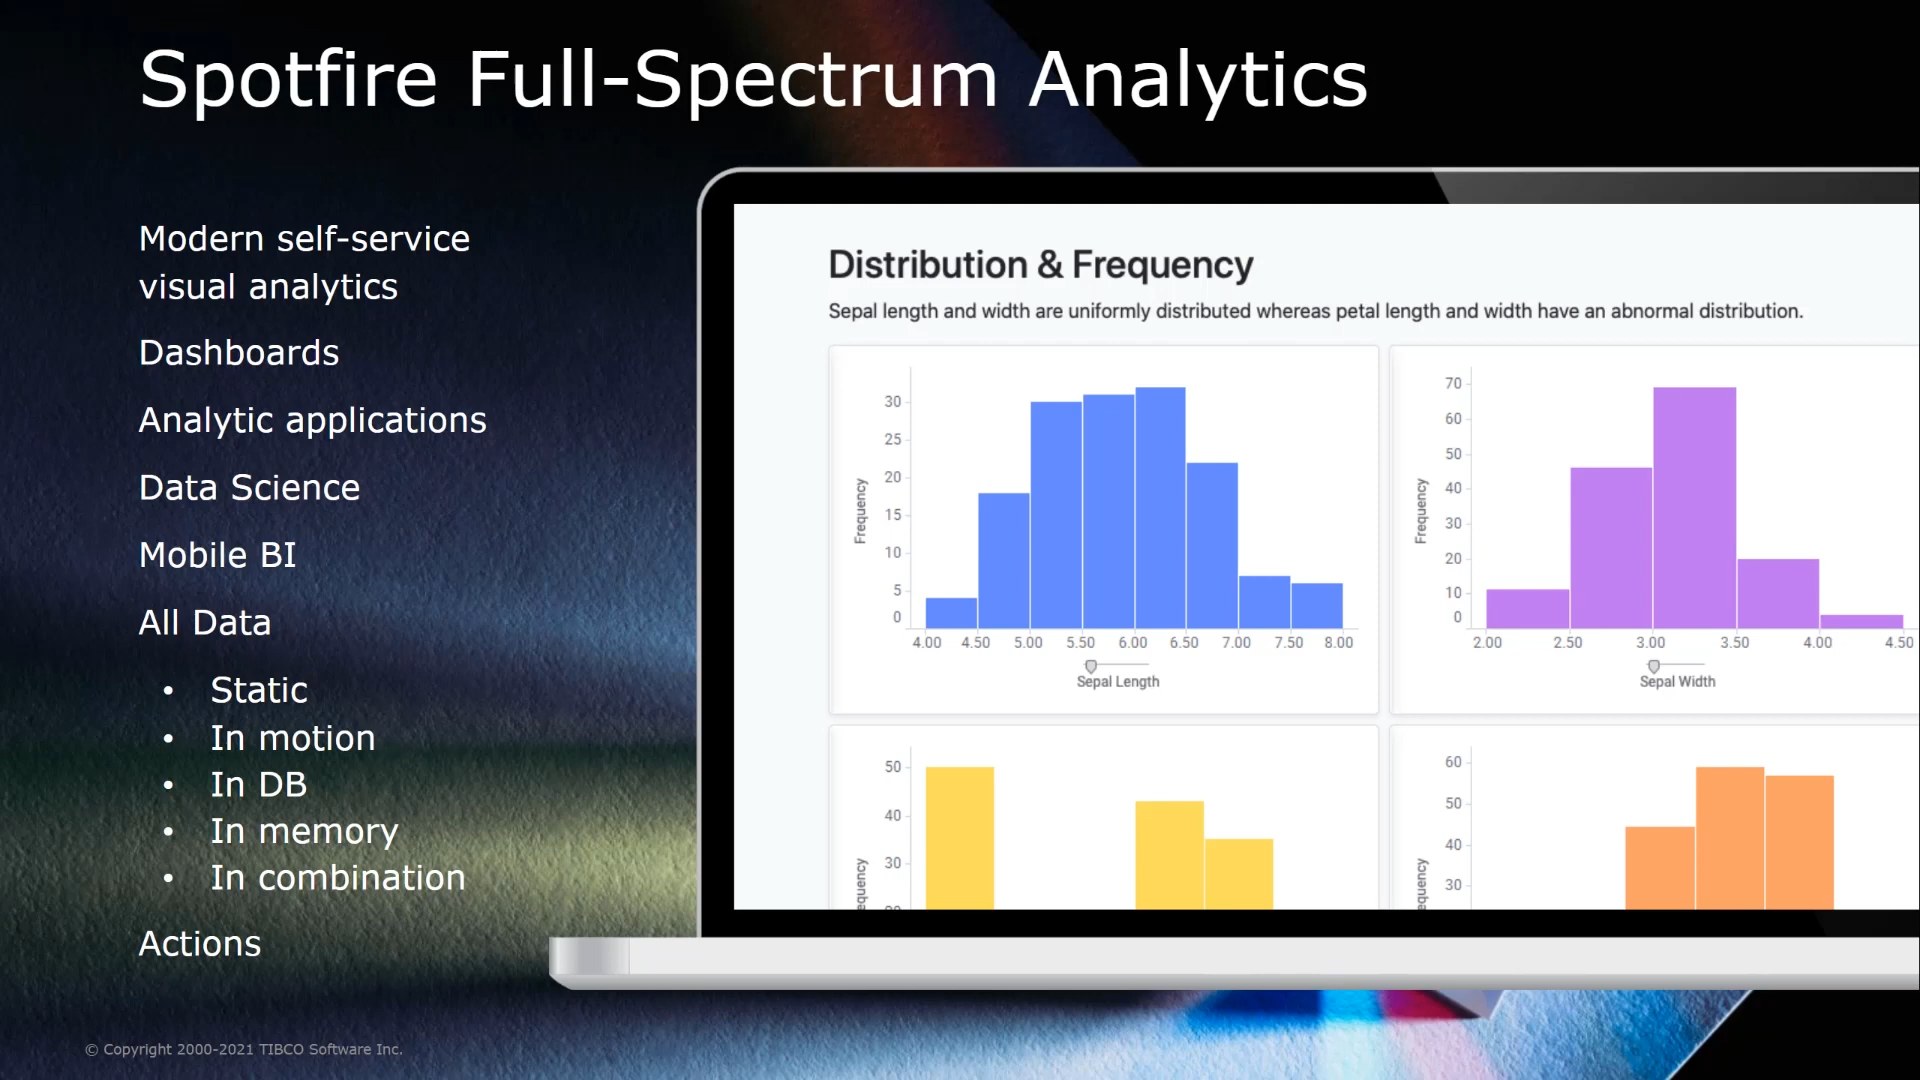 Spotfire Full-Spectrum Analytics
Modern self-service
visual analytics
Dashboards
Analytic applications
Data Science
Mobile BI
All Data
• Static
• In motion
• In DB
• In memory
• In combination
Actions
Distribution & Frequency
Sepal length and width are uniformly distributed whereas petal length and width have an abnormal distribution.
Frequency
30
25
20
15
10
5
0
4.00 4.50 5.00 5.50 6.00 6.50 7.00 7.50 8.00
Sepal Length
Frequency
70
60
50
40
30
20
10
0
2.00 2.50 3.00 3.50 4.00 4.50
Sepal Width
50
40
30
60
50
40
30
© Copyright 2000-2021 TIBCO Software Inc.